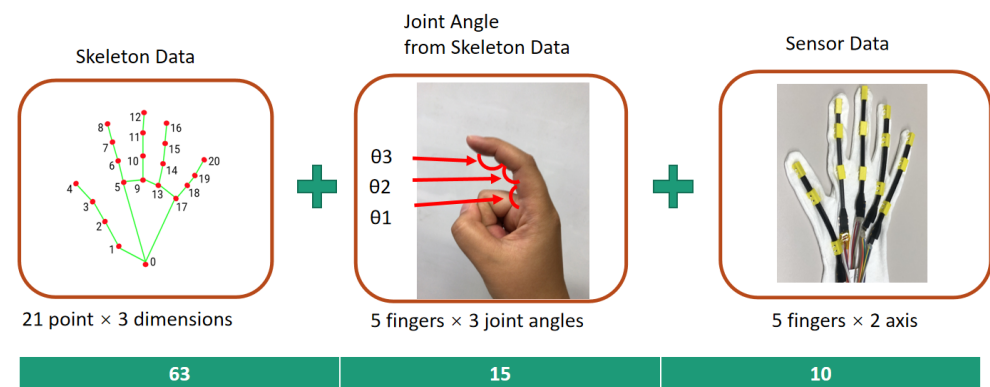 Skeleton Data
Joint Angle
from Skeleton Data
Sensor Data
12
8
16
11
7
15
20
6
10
14
19
4
5
9
13
18
3
17
2
1
0
θ3
θ2
θ1
21 point × 3 dimensions
5 fingers × 3 joint angles
5 fingers × 2 axis
63
15
10